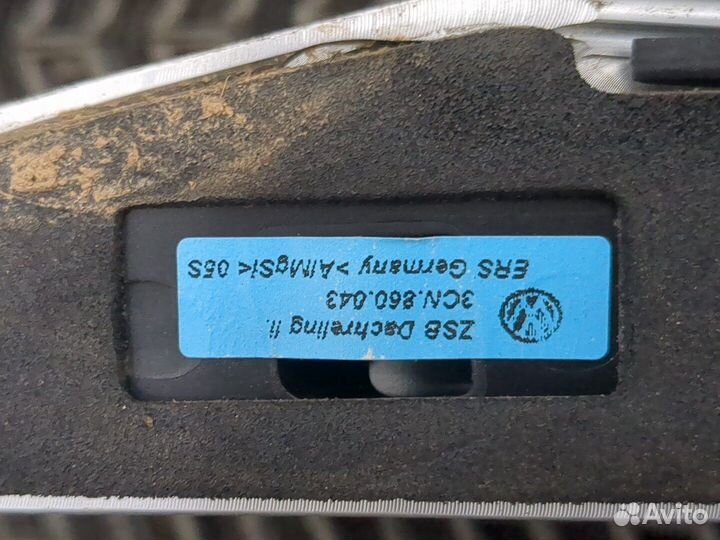 ZSB Dachreling li.
3CN.860.043
ERS Germany >AlMgSi< 05S
Avito